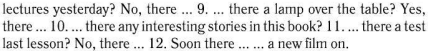 lectures yesterday? No, there ... 9. ... there a lamp over the table? Yes,
there ... 10. ... there any interesting stories in this book? 11. ... there a test
last lesson? No, there ... 12. Soon there ... ... a new film on.